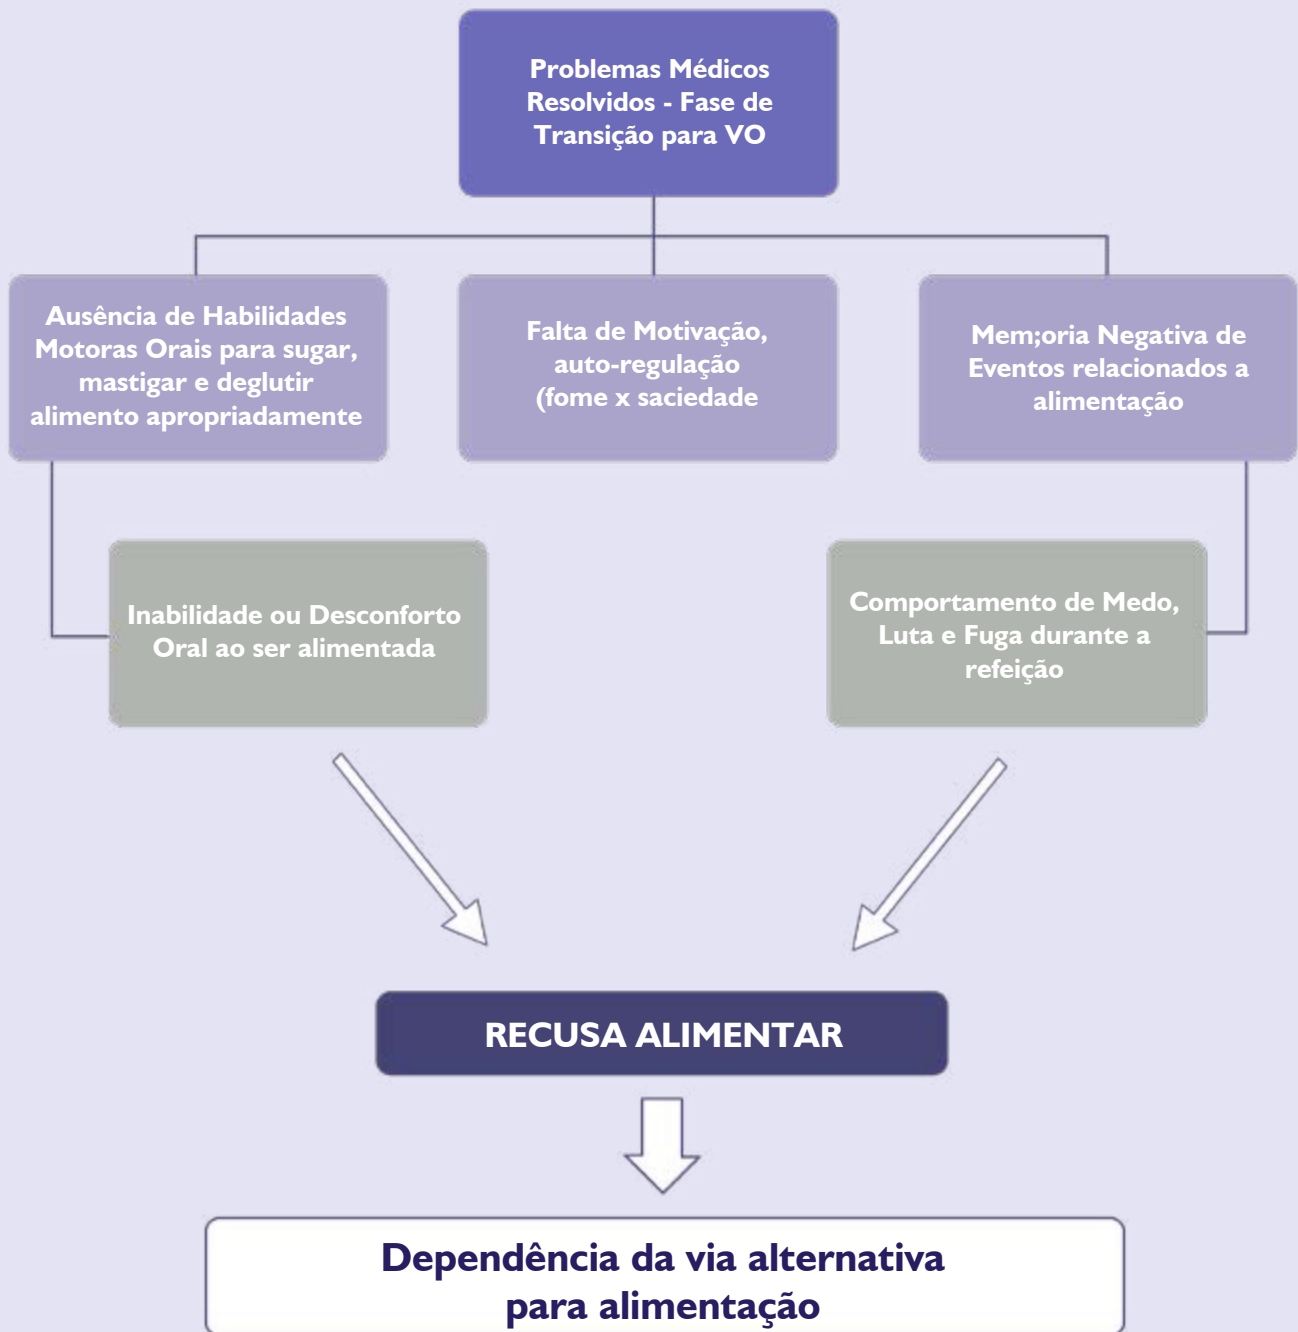 Problemas Médicos
Resolvidos - Fase de
Transição para VO
Ausência de Habilidades
Motoras Orais para sugar,
mastigar e deglutir
alimento apropriadamente
Falta de Motivação,
auto-regulação
(fome x saciedade
Mem;oria Negativa de
Eventos relacionados a
alimentação
Inabilidade ou Desconforto
Oral ao ser alimentada
Comportamento de Medo,
Luta e Fuga durante a
refeição
RECUSA ALIMENTAR
Dependência da via alternativa
para alimentação